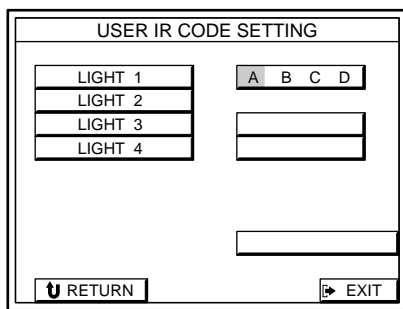 USER IR CODE SETTING
LIGHT 1
A B C D
LIGHT 2
LIGHT 3
LIGHT 4
RETURN
EXIT